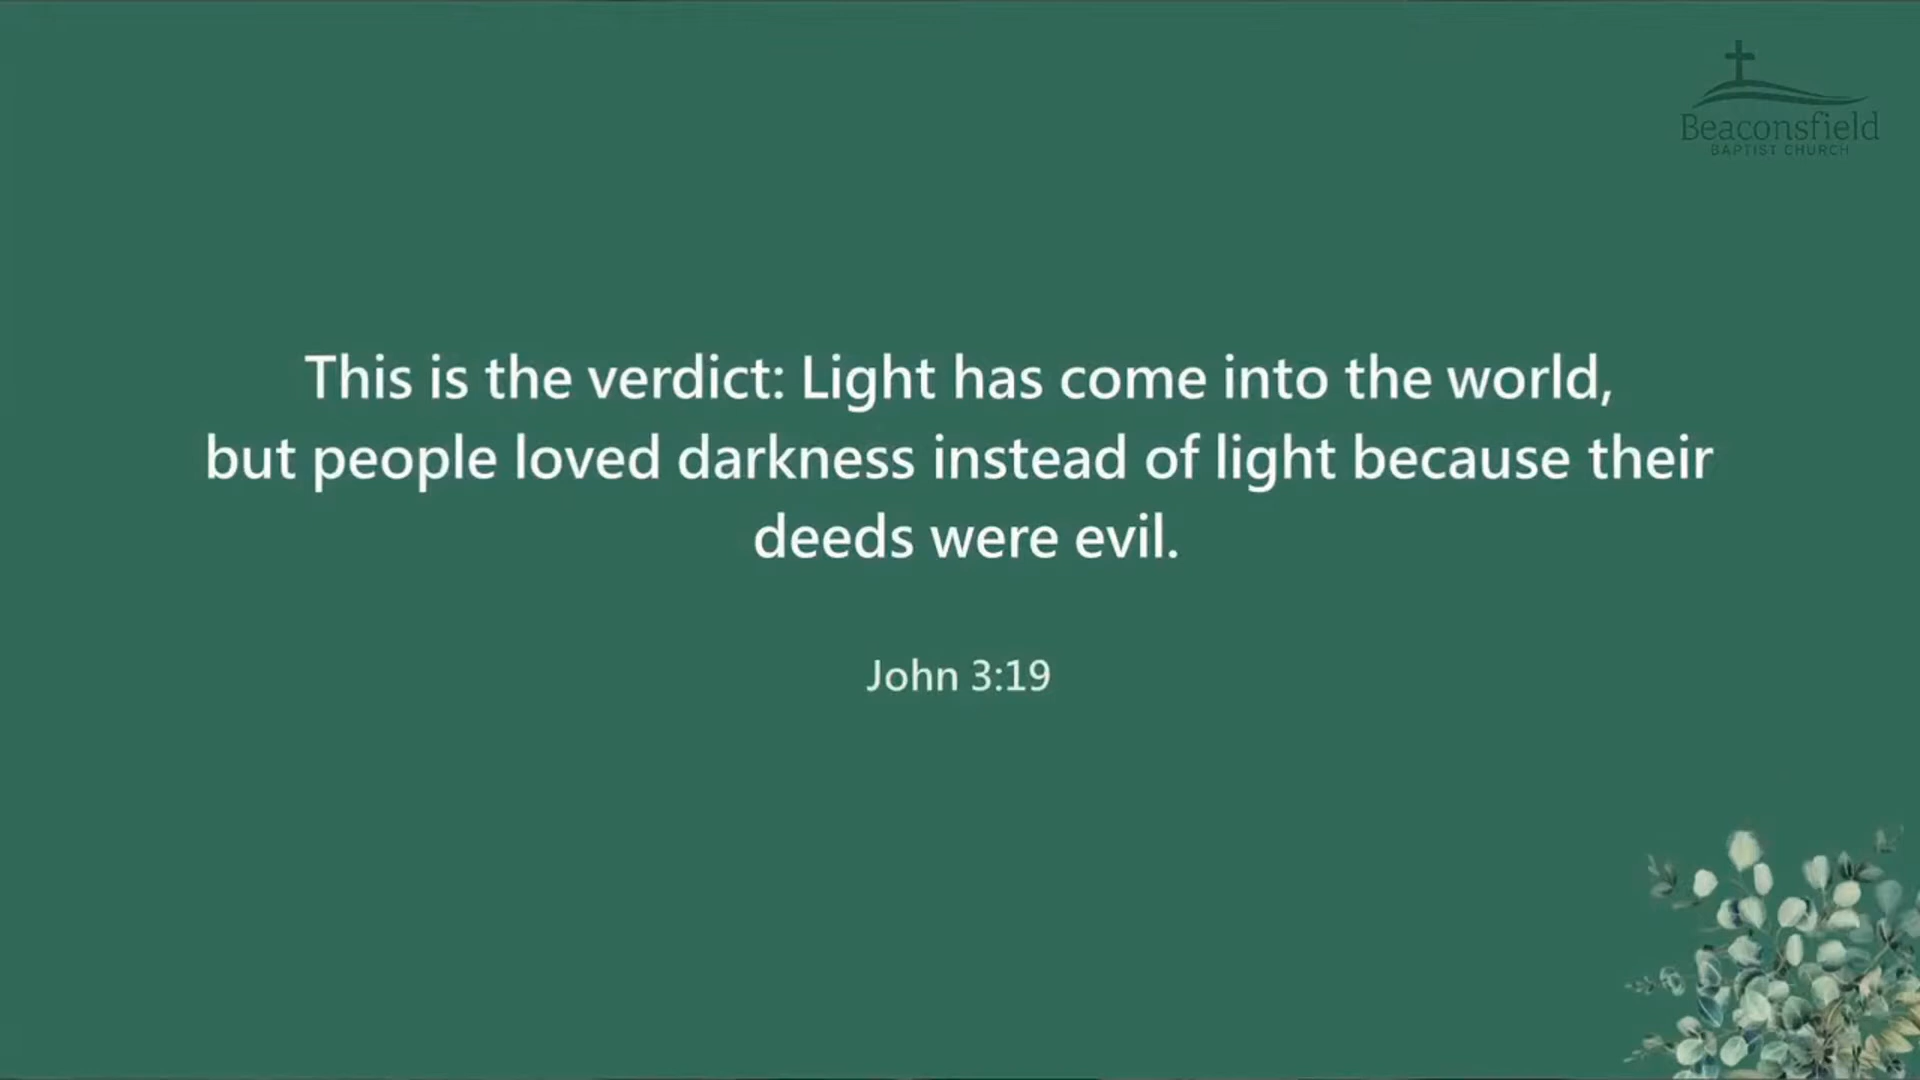 Beaconsfield
BAPTIST CHURCH
This is the verdict: Light has come into the world,
but people loved darkness instead of light because their
deeds were evil.
John 3:19